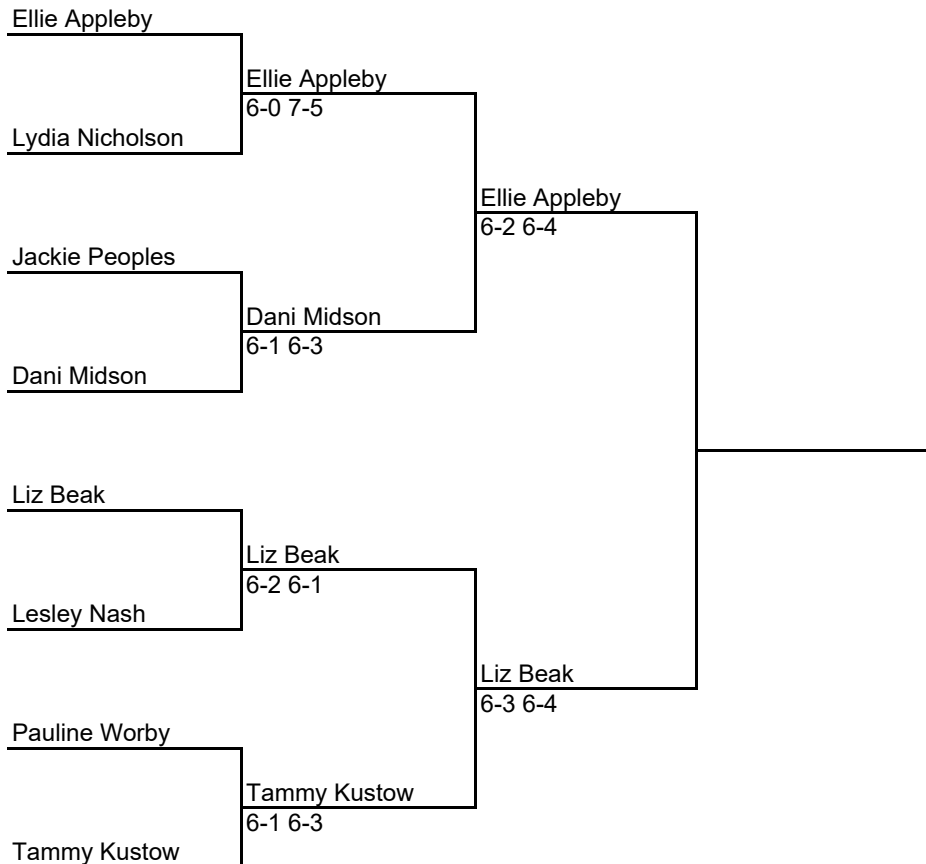 Ellie Appleby
Ellie Appleby
6-0 7-5
Lydia Nicholson
Ellie Appleby
6-2 6-4
Jackie Peoples
Dani Midson
6-1 6-3
Dani Midson
Liz Beak
Liz Beak
6-2 6-1
Lesley Nash
Liz Beak
6-3 6-4
Pauline Worby
Tammy Kustow
6-1 6-3
Tammy Kustow